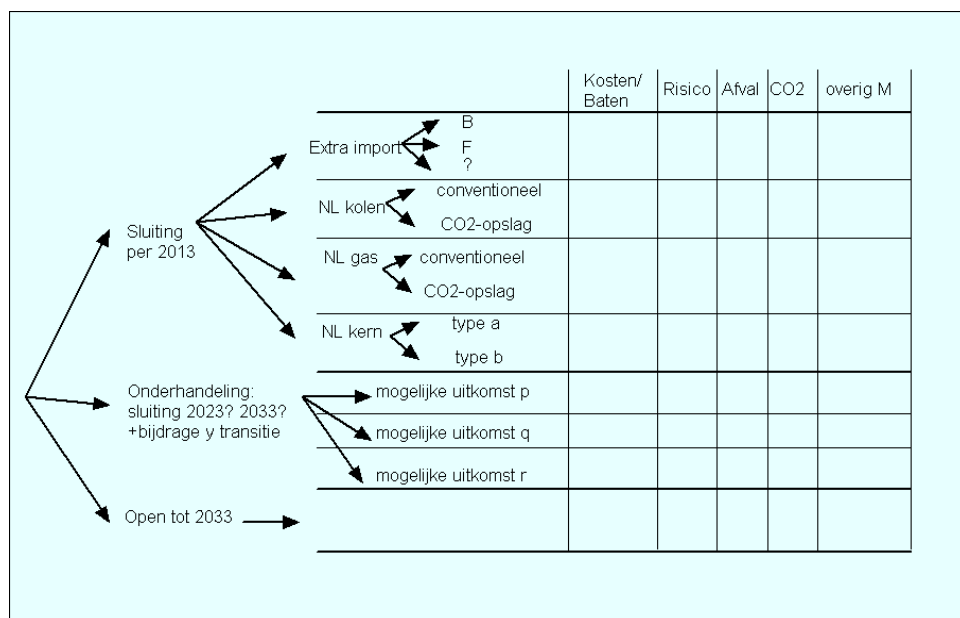 Kosten/
Baten
Risico
Afval
CO2
overig M
Extra import
B
F
?
NL kolen
conventioneel
CO2-opslag
Sluiting
per 2013
NL gas
conventioneel
CO2-opslag
NL kern
type a
type b
Onderhandeling:
sluiting 2023? 2033?
+bijdrage y transitie
mogelijke uitkomst p
mogelijke uitkomst q
mogelijke uitkomst r
Open tot 2033